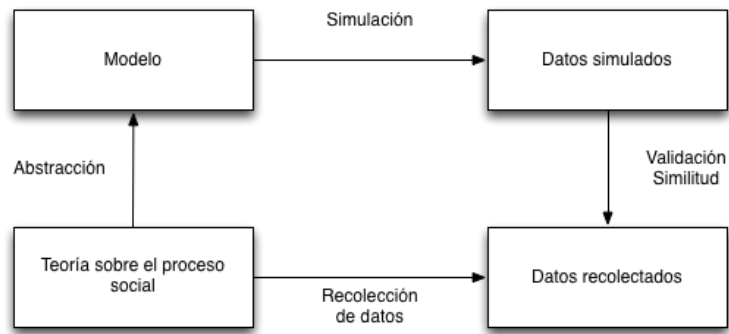 Simulación
Modelo
Datos simulados
Abstracción
Validación
Similitud
Teoría sobre el proceso
social
Datos recolectados
Recolección
de datos